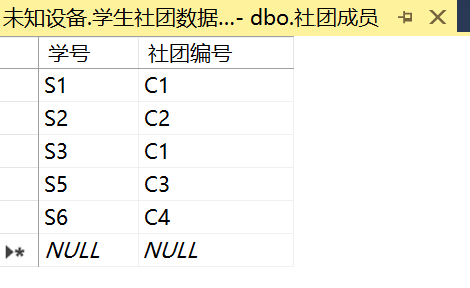 未知设备.学生社团数据...- dbo.社团成员
学号 社团编号
S1 C1
S2 C2
S3 C1
S5 C3
S6 C4
NULL NULL